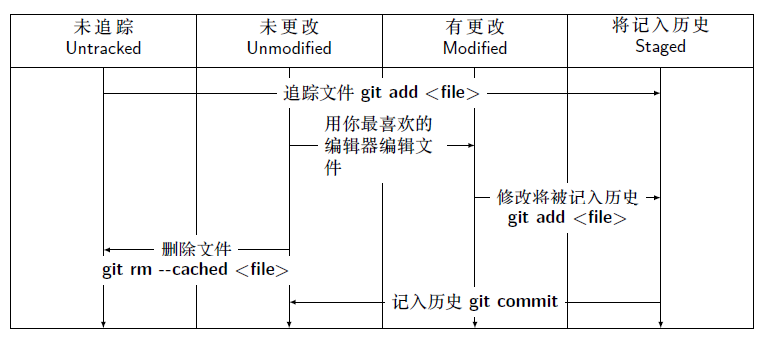 未追踪
Untracked
未更改
Unmodified
有更改
Modified
将记入历史
Staged
追踪文件 git add <file>
用你最喜欢的
编辑器编辑文
件
修改将被记入历史
git add <file>
删除文件
git rm --cached <file>
记入历史 git commit